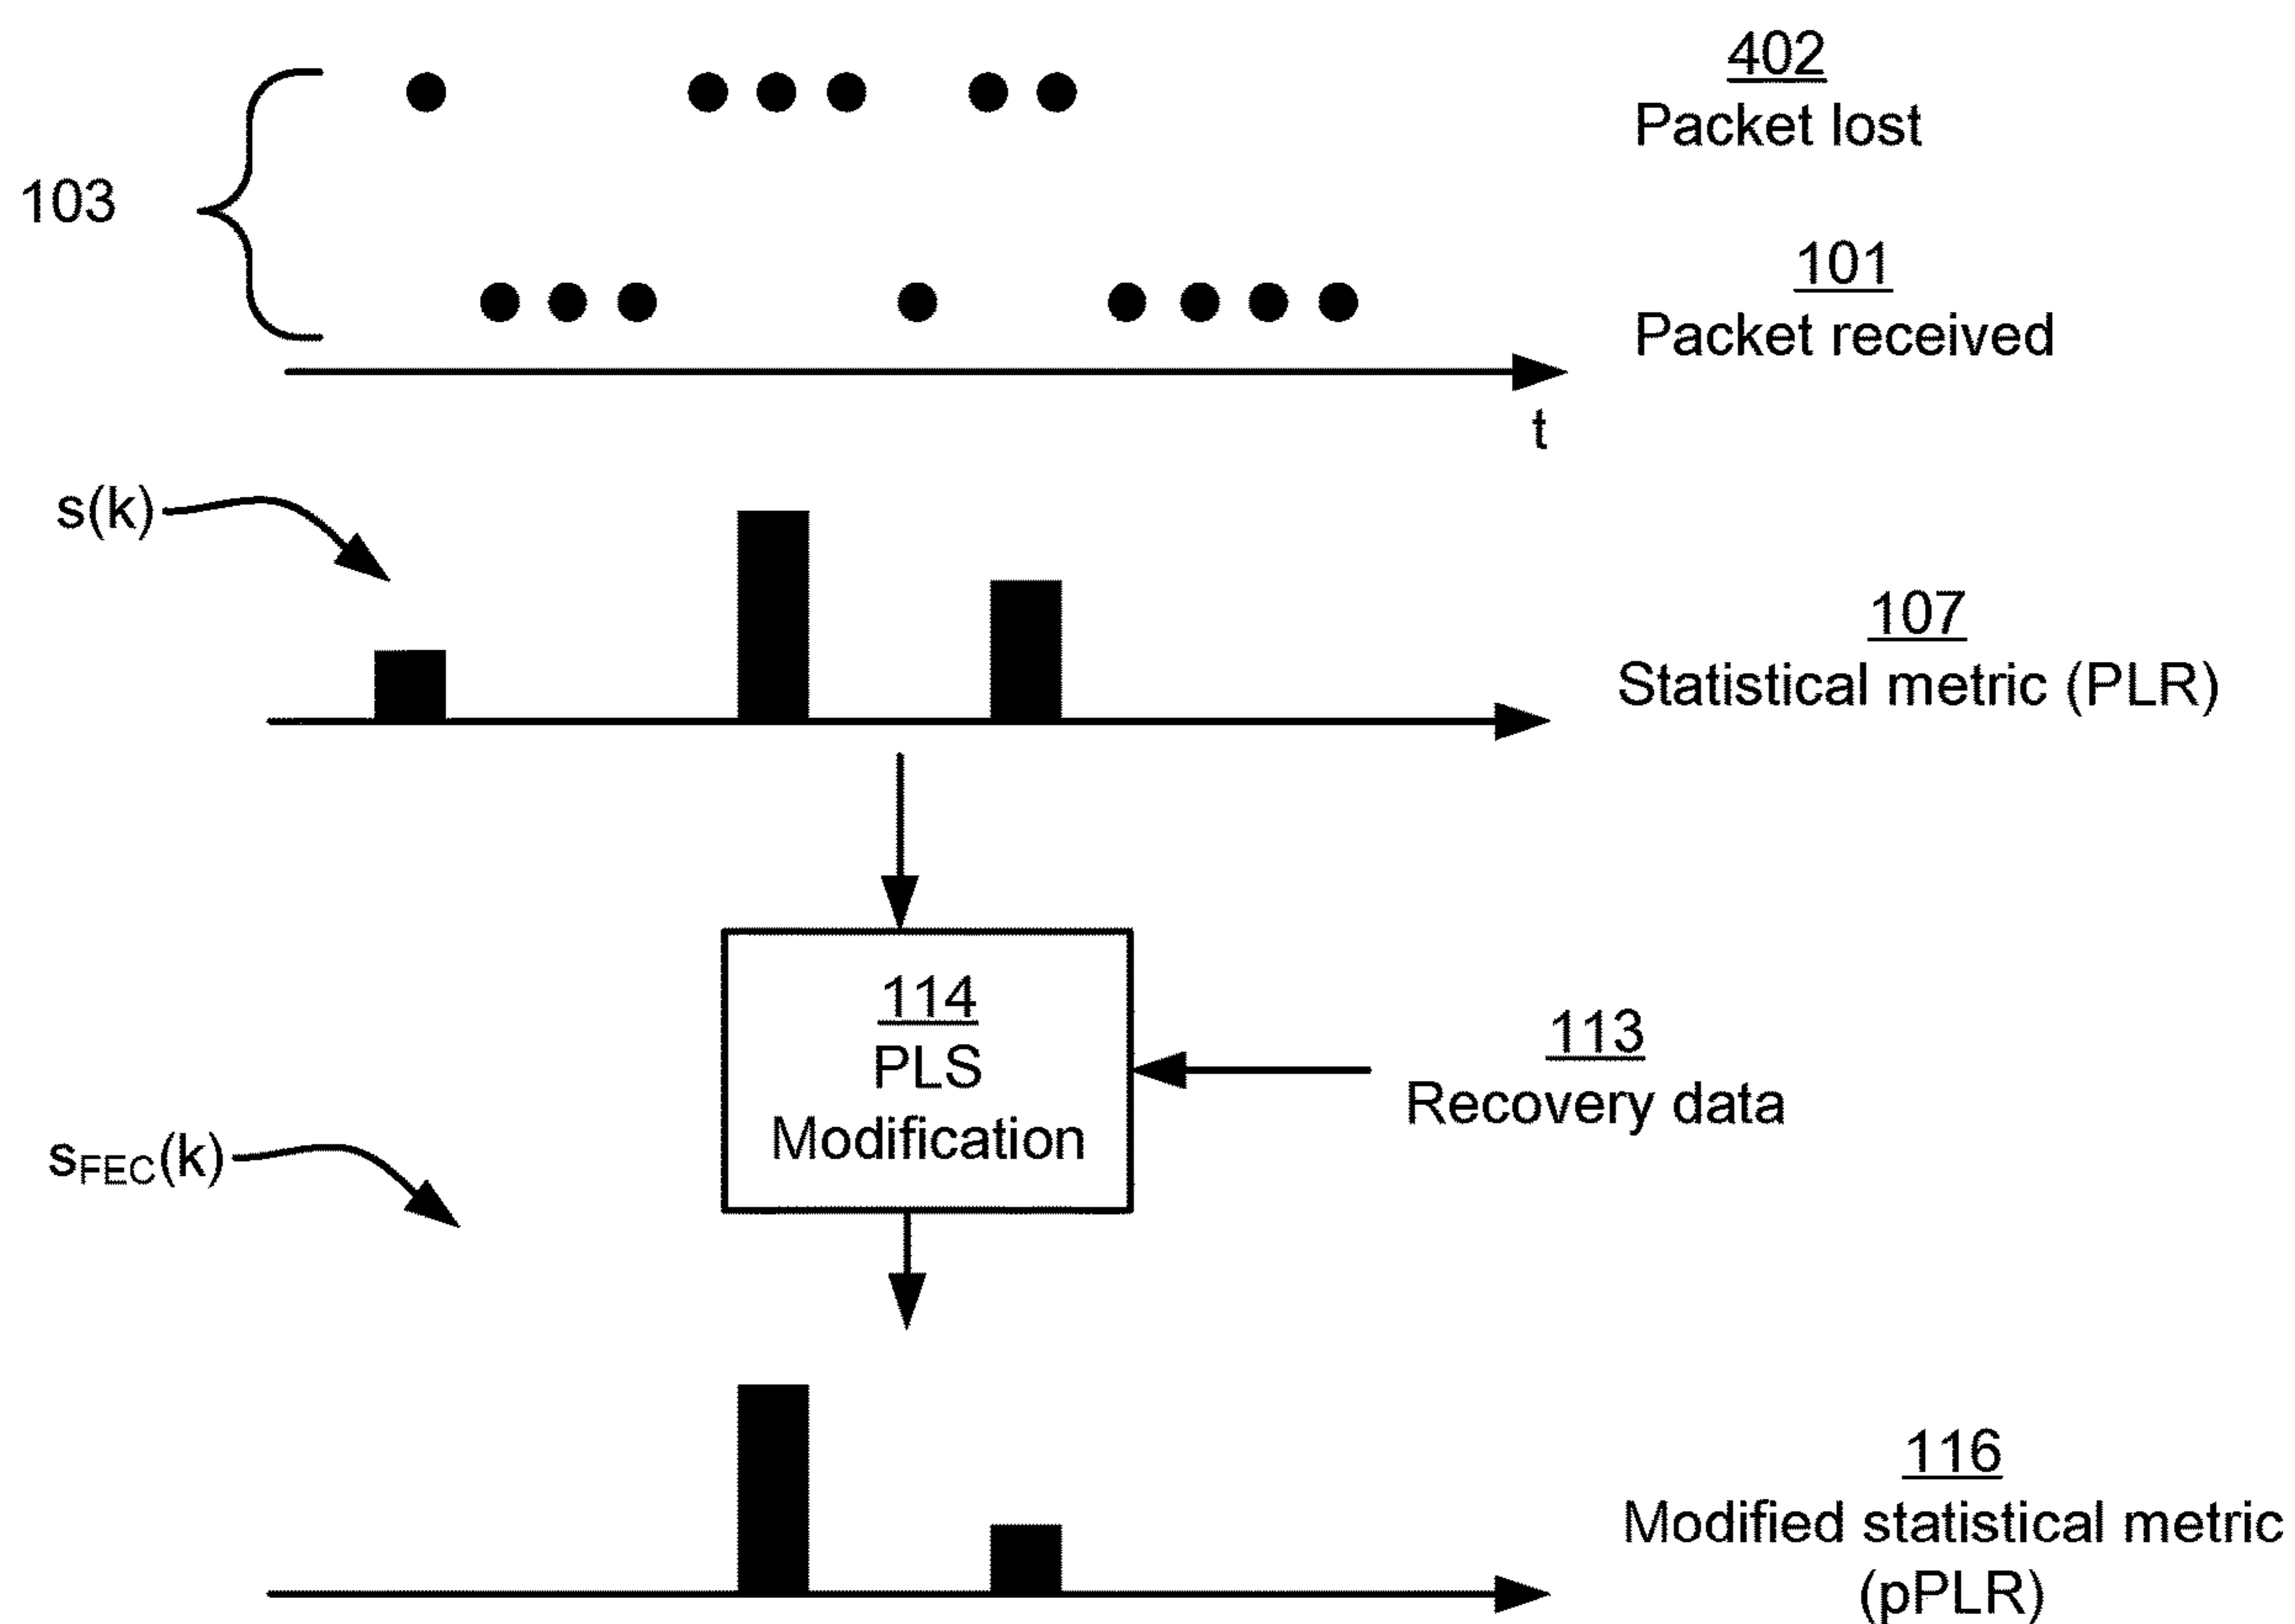 402
Packet lost
103
101
Packet received
t
s(k)
107
Statistical metric (PLR)
114
PLS
Modification
113
Recovery data
sFEC(k)
116
Modified statistical metric
(pPLR)